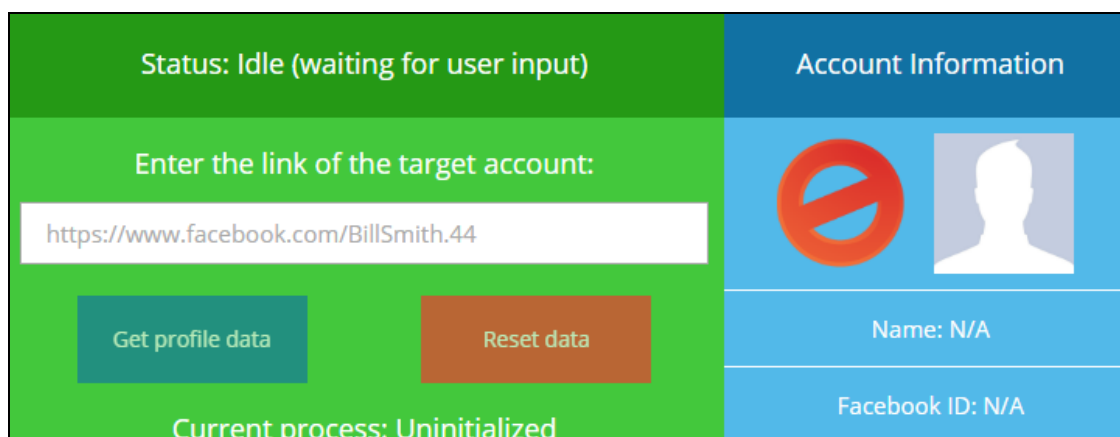 Status: Idle (waiting for user input)
Enter the link of the target account:
https://www.facebook.com/BillSmith.44
Get profile data
Reset data
Current process: Uninitialized
Account Information
Name: N/A
Facebook ID: N/A